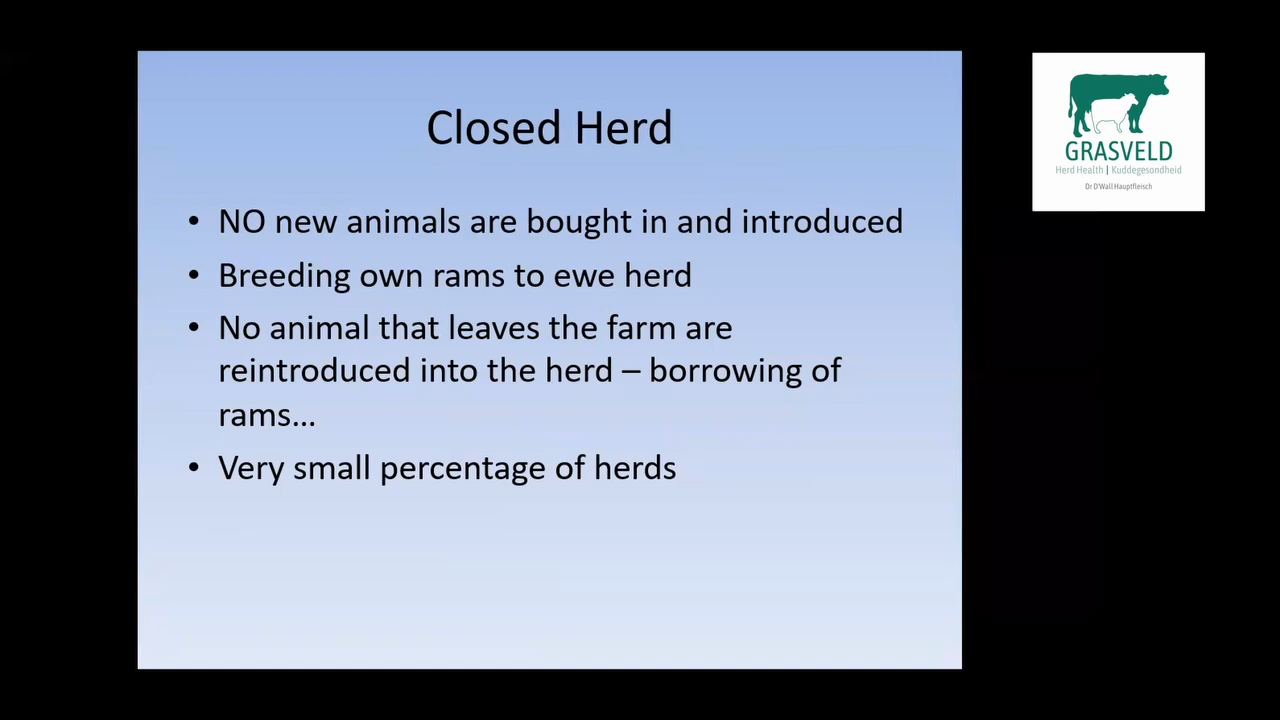 Closed Herd
• NO new animals are bought in and introduced
• Breeding own rams to ewe herd
• No animal that leaves the farm are
reintroduced into the herd – borrowing of
rams...
• Very small percentage of herds
GRASVELD
Herd Health | Kuddegesondheid
Dr D'Wall Hauptfleisch